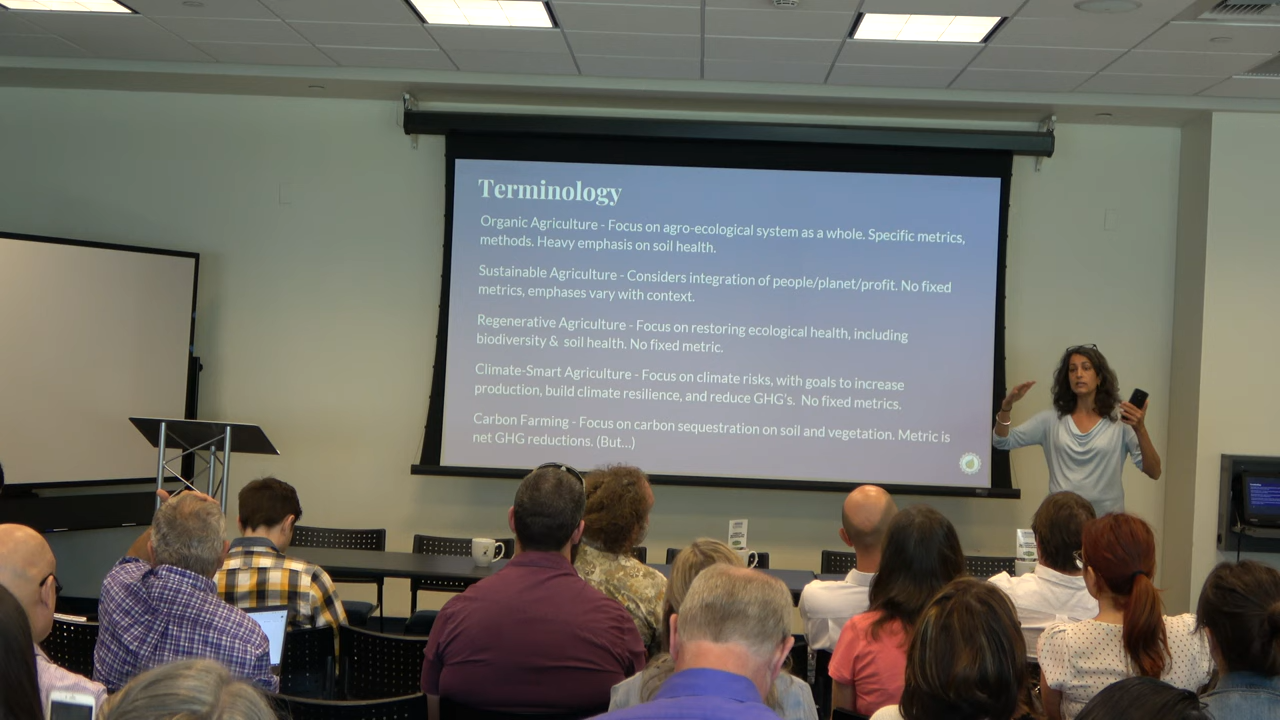 Terminology
Organic Agriculture - Focus on agro-ecological system as a whole. Specific metrics,
methods. Heavy emphasis on soil health.
Sustainable Agriculture - Considers integration of people/planet/profit. No fixed
metrics, emphases vary with context.
Regenerative Agriculture - Focus on restoring ecological health, including
biodiversity &  soil health. No fixed metric.
Climate-Smart Agriculture - Focus on climate risks, with goals to increase
production, build climate resilience, and reduce GHG's.  No fixed metrics.
Carbon Farming - Focus on carbon sequestration on soil and vegetation. Metric is
net GHG reductions. (But...)